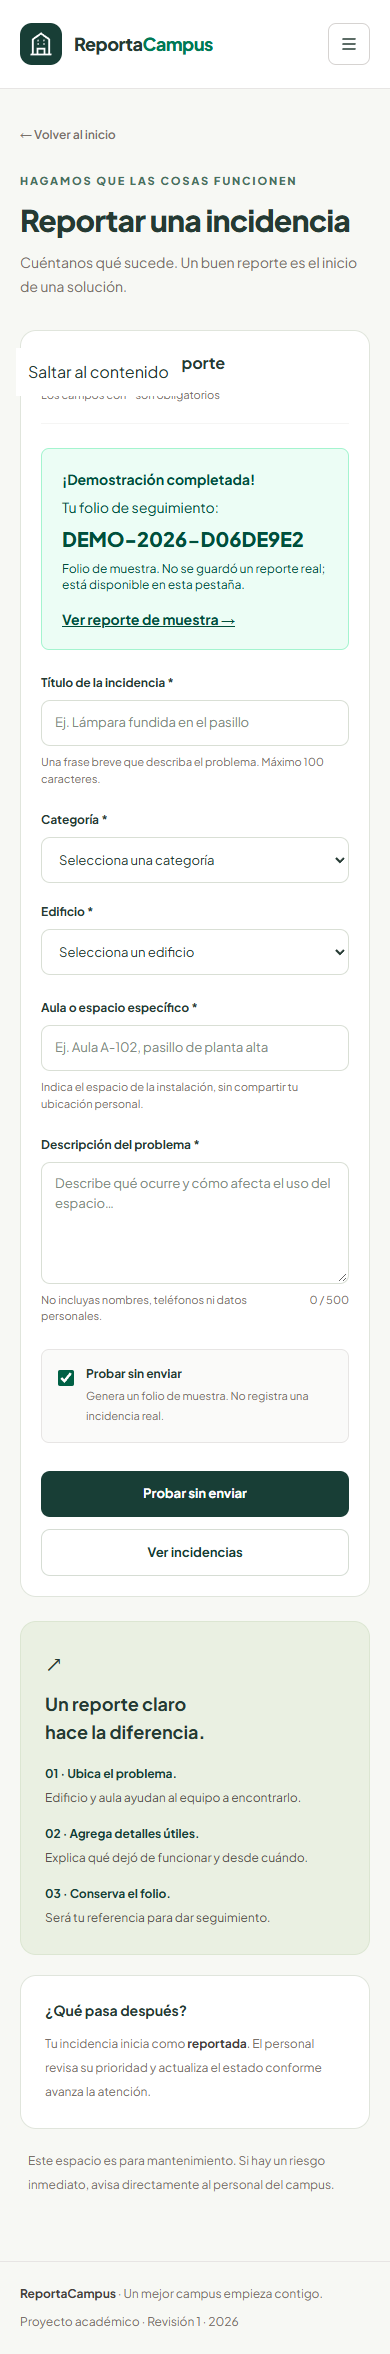 ReportaCampus
← Volver al inicio
HAGAMOS QUE LAS COSAS FUNCIONEN
Reportar una incidencia
Cuéntanos qué sucede. Un buen reporte es el inicio
de una solución.
Saltar al contenido
porte
Los campos con * son obligatorios
¡Demostración completada!
Tu folio de seguimiento:
DEMO-2026-D06DE9E2
Folio de muestra. No se guardó un reporte real;
está disponible en esta pestaña.
Ver reporte de muestra →
Título de la incidencia *
Ej. Lámpara fundida en el pasillo
Una frase breve que describa el problema. Máximo 100
caracteres.
Categoría *
Selecciona una categoría
Edificio *
Selecciona un edificio
Aula o espacio específico *
Ej. Aula A-102, pasillo de planta alta
Indica el espacio de la instalación, sin compartir tu
ubicación personal.
Descripción del problema *
Describe qué ocurre y cómo afecta el uso del
espacio...
No incluyas nombres, teléfonos ni datos
personales.
0 / 500
Probar sin enviar
Genera un folio de muestra. No registra una
incidencia real.
Probar sin enviar
Ver incidencias
↗
Un reporte claro
hace la diferencia.
01 · Ubica el problema.
Edificio y aula ayudan al equipo a encontrarlo.
02 · Agrega detalles útiles.
Explica qué dejó de funcionar y desde cuándo.
03 · Conserva el folio.
Será tu referencia para dar seguimiento.
¿Qué pasa después?
Tu incidencia inicia como reportada. El personal
revisa su prioridad y actualiza el estado conforme
avanza la atención.
Este espacio es para mantenimiento. Si hay un riesgo
inmediato, avisa directamente al personal del campus.
ReportaCampus · Un mejor campus empieza contigo.
Proyecto académico · Revisión 1 · 2026